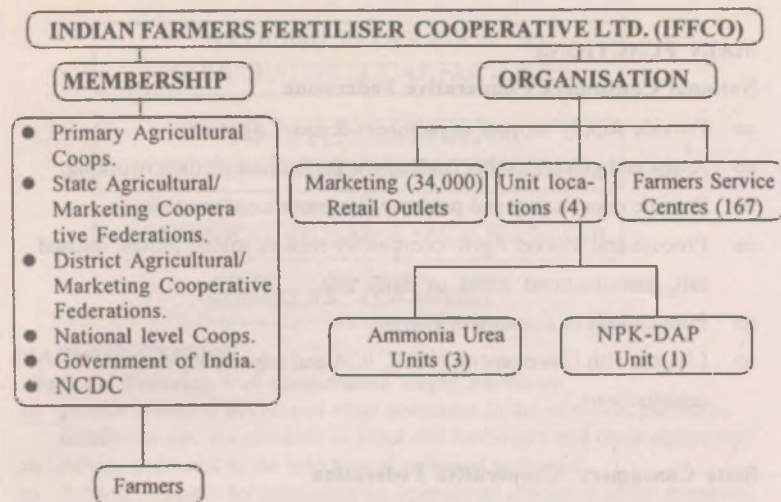 INDIAN FARMERS FERTILISER COOPERATIVE LTD. (IFFCO)
MEMBERSHIP
● Primary Agricultural
Coops.
● State Agricultural/
Marketing Coopera
tive Federations.
● District Agricultural/
Marketing Cooperative
Federations.
● National level Coops.
● Government of India.
● NCDC
Farmers
ORGANISATION
Marketing (34,000)
Retail Outlets
Unit loca-
tions (4)
Farmers Service
Centres (167)
Ammonia Urea
Units (3)
NPK-DAP
Unit (1)